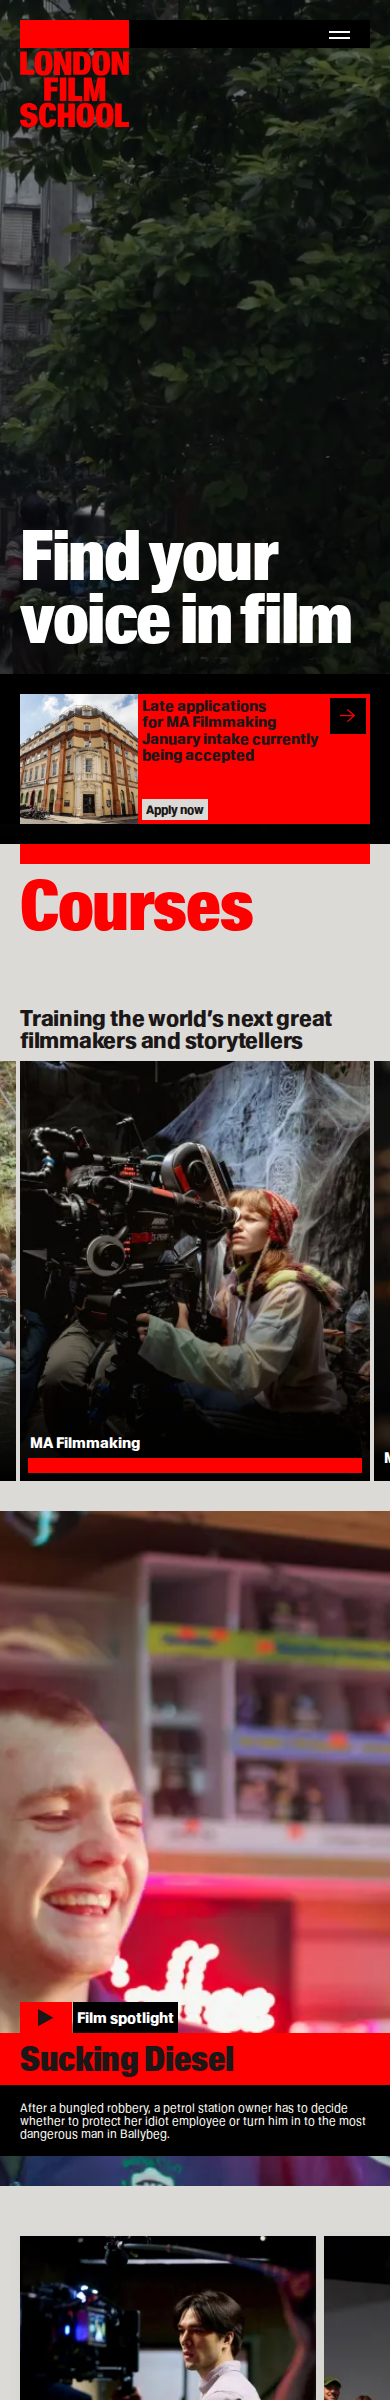 LONDON
FILM
SCHOOL
Find your
voice in film
Late applications
for MA Filmmaking
January intake currently
being accepted
Apply now
Courses
Training the world's next great
filmmakers and storytellers
MA Filmmaking
Film spotlight
Sucking Diesel
After a bungled robbery, a petrol station owner has to decide
whether to protect her idiot employee or turn him in to the most
dangerous man in Ballybeg.